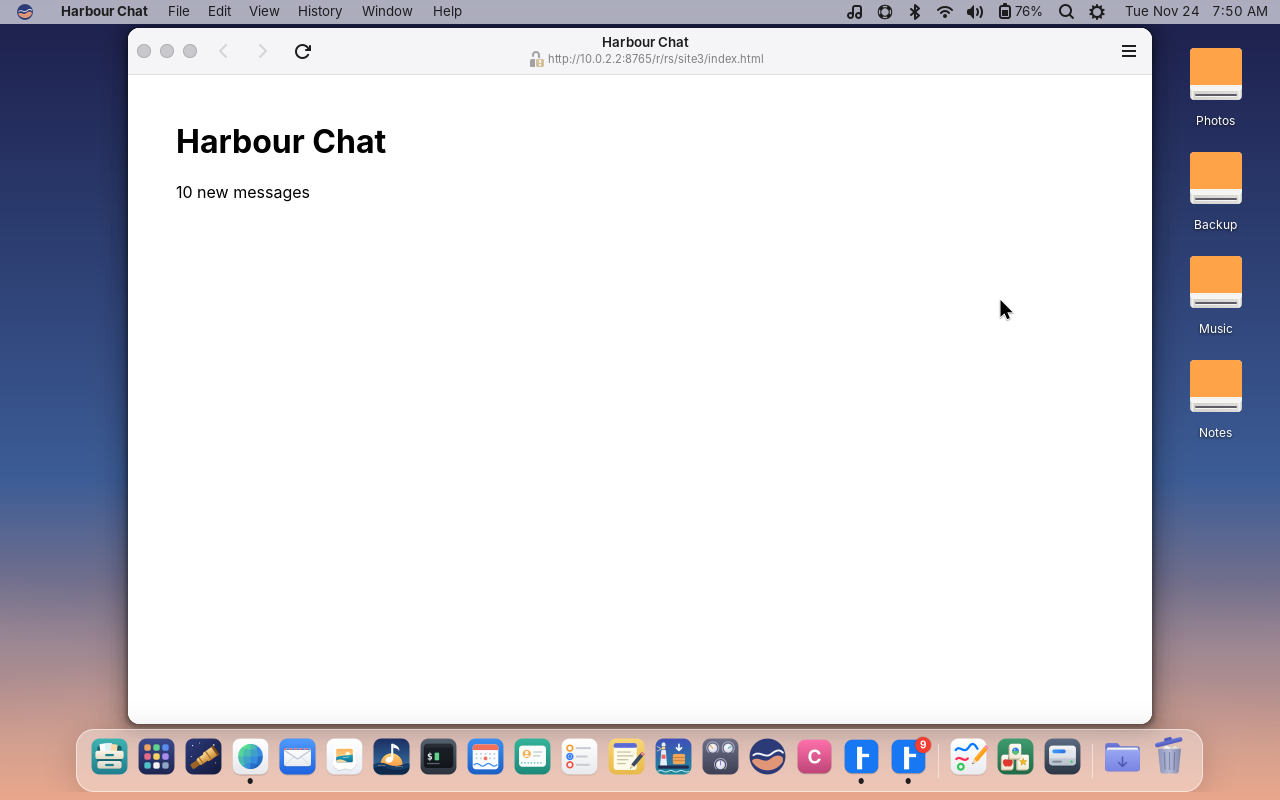 Harbour Chat File Edit View History Window Help 76% Tue Nov 24 7:50 AM
Harbour Chat
http://10.0.2.2:8765/r/rs/site3/index.html
Harbour Chat
10 new messages
Photos
Backup
Music
Notes
$
C
9